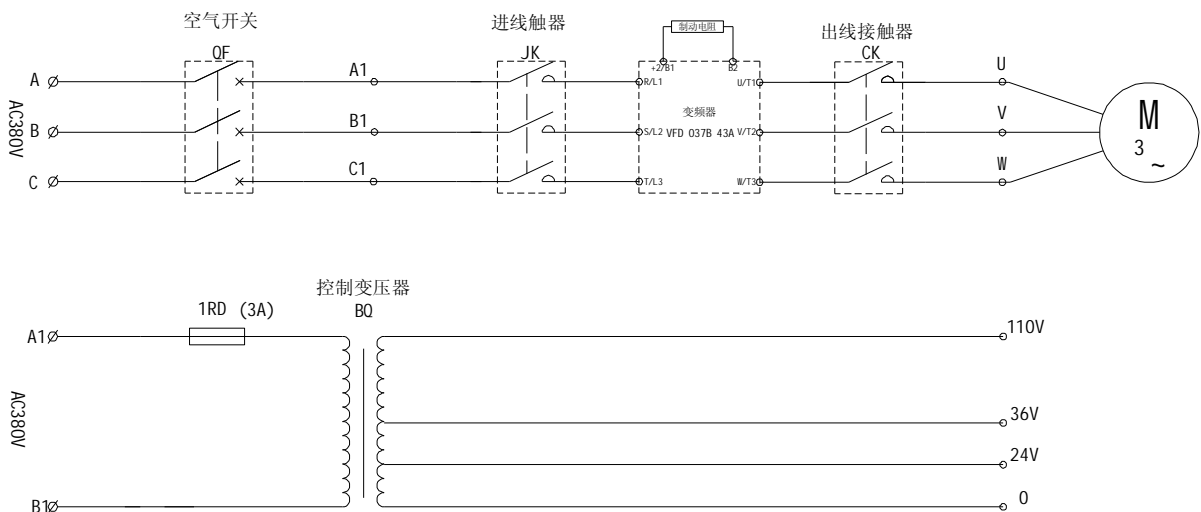 空气开关
QF
进线触器
JK
制动电阻
出线接触器
CK
+2/B1
B2
A
A1
R/L1
U/T1
U
AC380V
变频器
B
B1
S/L2
VFD 037B 43A
V/T2
V
M
3
~
C
C1
T/L3
W/T3
W
控制变压器
BQ
1RD (3A)
A1
110V
AC380V
36V
24V
B1
0